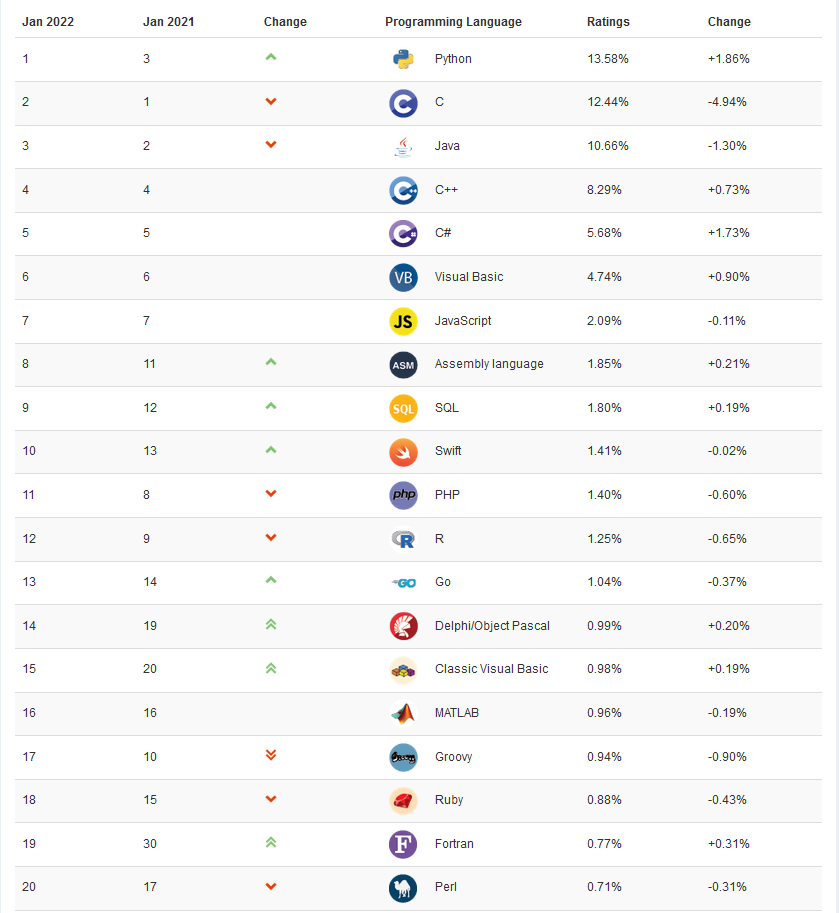 Jan 2022 Jan 2021 Change Programming Language Ratings Change
1 3 Python 13.58% +1.86%
2 1 C C 12.44% -4.94%
3 2 Java Java 10.66% -1.30%
4 4 C++ C++ 8.29% +0.73%
5 5 C# C# 5.68% +1.73%
6 6 VB Visual Basic 4.74% +0.90%
7 7 JS JavaScript 2.09% -0.11%
8 11 ASM Assembly language 1.85% +0.21%
9 12 SQL SQL 1.80% +0.19%
10 13 Swift 1.41% -0.02%
11 8 php PHP 1.40% -0.60%
12 9 R R 1.25% -0.65%
13 14 GO Go 1.04% -0.37%
14 19 Delphi/Object Pascal 0.99% +0.20%
15 20 Classic Visual Basic 0.98% +0.19%
16 16 MATLAB 0.96% -0.19%
17 10 Groovy 0.94% -0.90%
18 15 Ruby 0.88% -0.43%
19 30 F Fortran 0.77% +0.31%
20 17 Perl 0.71% -0.31%